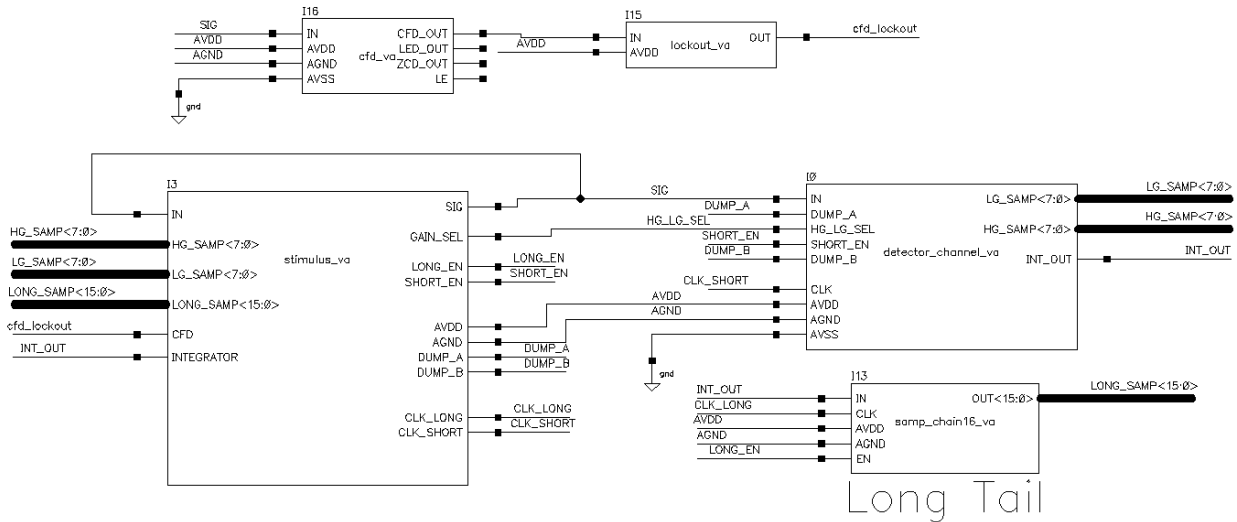 I16
I15
SIG
IN
CFD_OUT
IN
OUT
cfd_lockout
AVDD
AVDD
LED_OUT
AVDD
AVDD
lockout_va
AGND
AGND
cfd_va
ZCD_OUT
AVSS
LE
gnd
I3
I0
IN
SIG
SIG
IN
LG_SAMP<7:0>
LG_SAMP<7:0>
DUMP_A
DUMP_A
HG_SAMP<7:0>
HG_SAMP<7:0>
GAIN_SEL
HG_LG_SEL
HG_LG_SEL
HG_SAMP<7:0>
HG_SAMP<7:0>
SHORT_EN
SHORT_EN
stimulus_va
LONG_EN
LONG_EN
DUMP_B
DUMP_B
detector_channel_va
INT_OUT
INT_OUT
LG_SAMP<7:0>
LG_SAMP<7:0>
SHORT_EN
SHORT_EN
CLK_SHORT
CLK
LONG_SAMP<15:0>
LONG_SAMP<15:0>
AVDD
AVDD
AGND
AGND
cfd_lockout
CFD
AVDD
AVSS
INT_OUT
INTEGRATOR
AGND
DUMP_A
DUMP_A
DUMP_B
DUMP_B
gnd
I13
INT_OUT
IN
OUT<15:0>
LONG_SAMP<15:0>
CLK_LONG
CLK_LONG
CLK_LONG
CLK
CLK_SHORT
CLK_SHORT
AVDD
AVDD
samp_chain16_va
AGND
AGND
LONG_EN
EN
Long Tail